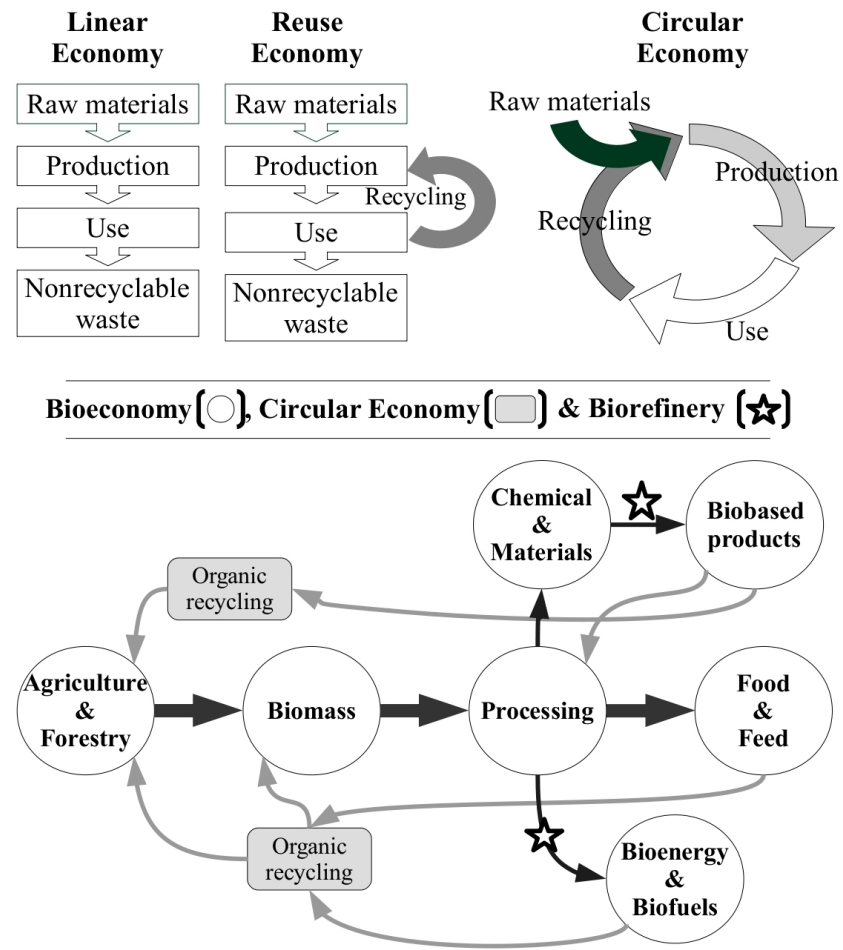 Linear
Economy
Reuse
Economy
Circular
Economy
Raw materials
Production
Use
Nonrecyclable
waste
Raw materials
Production
Recycling
Use
Nonrecyclable
waste
Raw materials
Production
Recycling
Use
Bioeconomy (), Circular Economy () & Biorefinery ()
Chemical
&
Materials
Biobased
products
Organic
recycling
Agriculture
&
Forestry
Biomass
Processing
Food
&
Feed
Organic
recycling
Bioenergy
&
Biofuels